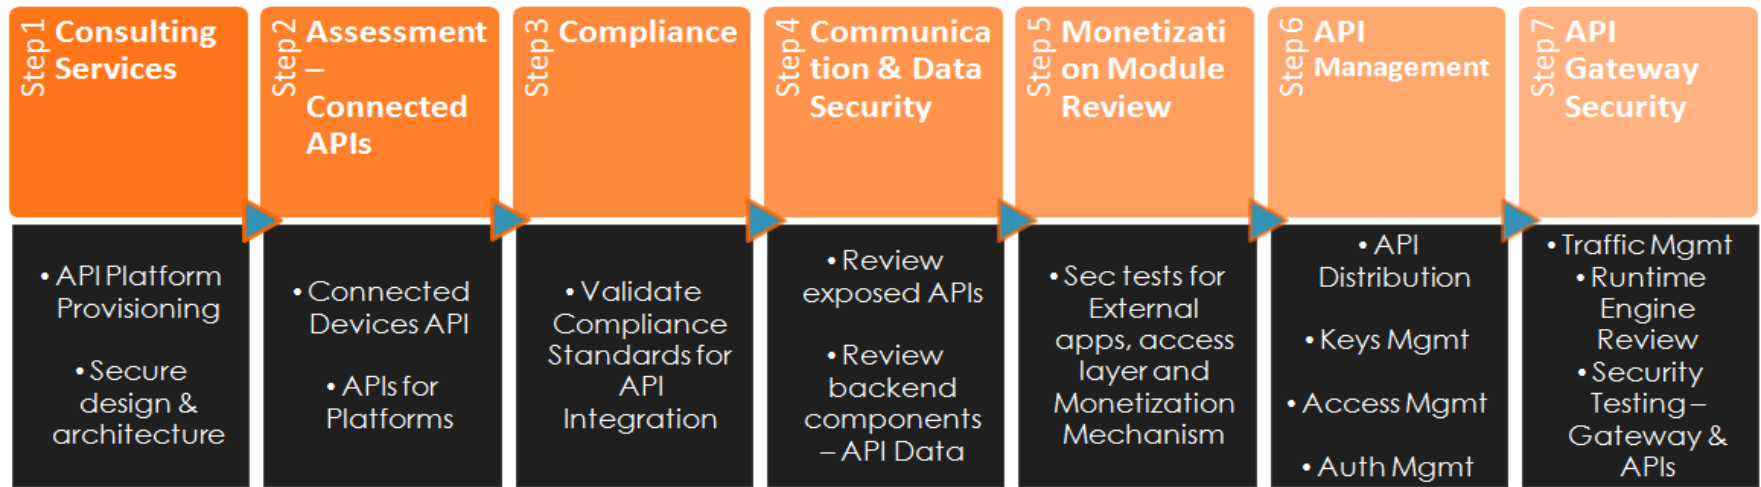 Step 1
Consulting
Services
Step 2
Assessment
–
Connected
APIs
Step 3
Compliance
Step 4
Communica
tion & Data
Security
Step 5
Monetizati
on Module
Review
Step 6
API
Management
Step 7
API
Gateway
Security
• API Platform
Provisioning
• Secure
design &
architecture
• Connected
Devices API
• APIs for
Platforms
• Validate
Compliance
Standards for
API
Integration
• Review
exposed APIs
• Review
backend
components
– API Data
• Sec tests for
External
apps, access
layer and
Monetization
Mechanism
• API
Distribution
• Keys Mgmt
• Access Mgmt
• Auth Mgmt
• Traffic Mgmt
• Runtime
Engine
Review
• Security
Testing –
Gateway &
APIs